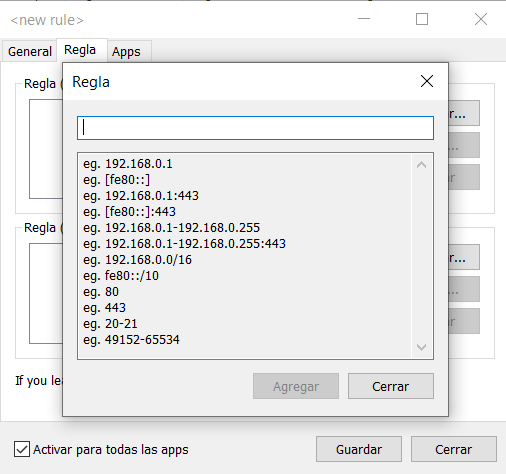 <new rule>
General Regla Apps
Regla
Regla (
r...
eg. 192.168.0.1
eg. [fe80::]
eg. 192.168.0.1:443
eg. [fe80::]:443
eg. 192.168.0.1-192.168.0.255
eg. 192.168.0.1-192.168.0.255:443
eg. 192.168.0.0/16
eg. fe80::/10
eg. 80
eg. 443
eg. 20-21
eg. 49152-65534
...
ar
Regla (
r...
...
ar
If you lea
Agregar Cerrar
Activar para todas las apps Guardar Cerrar